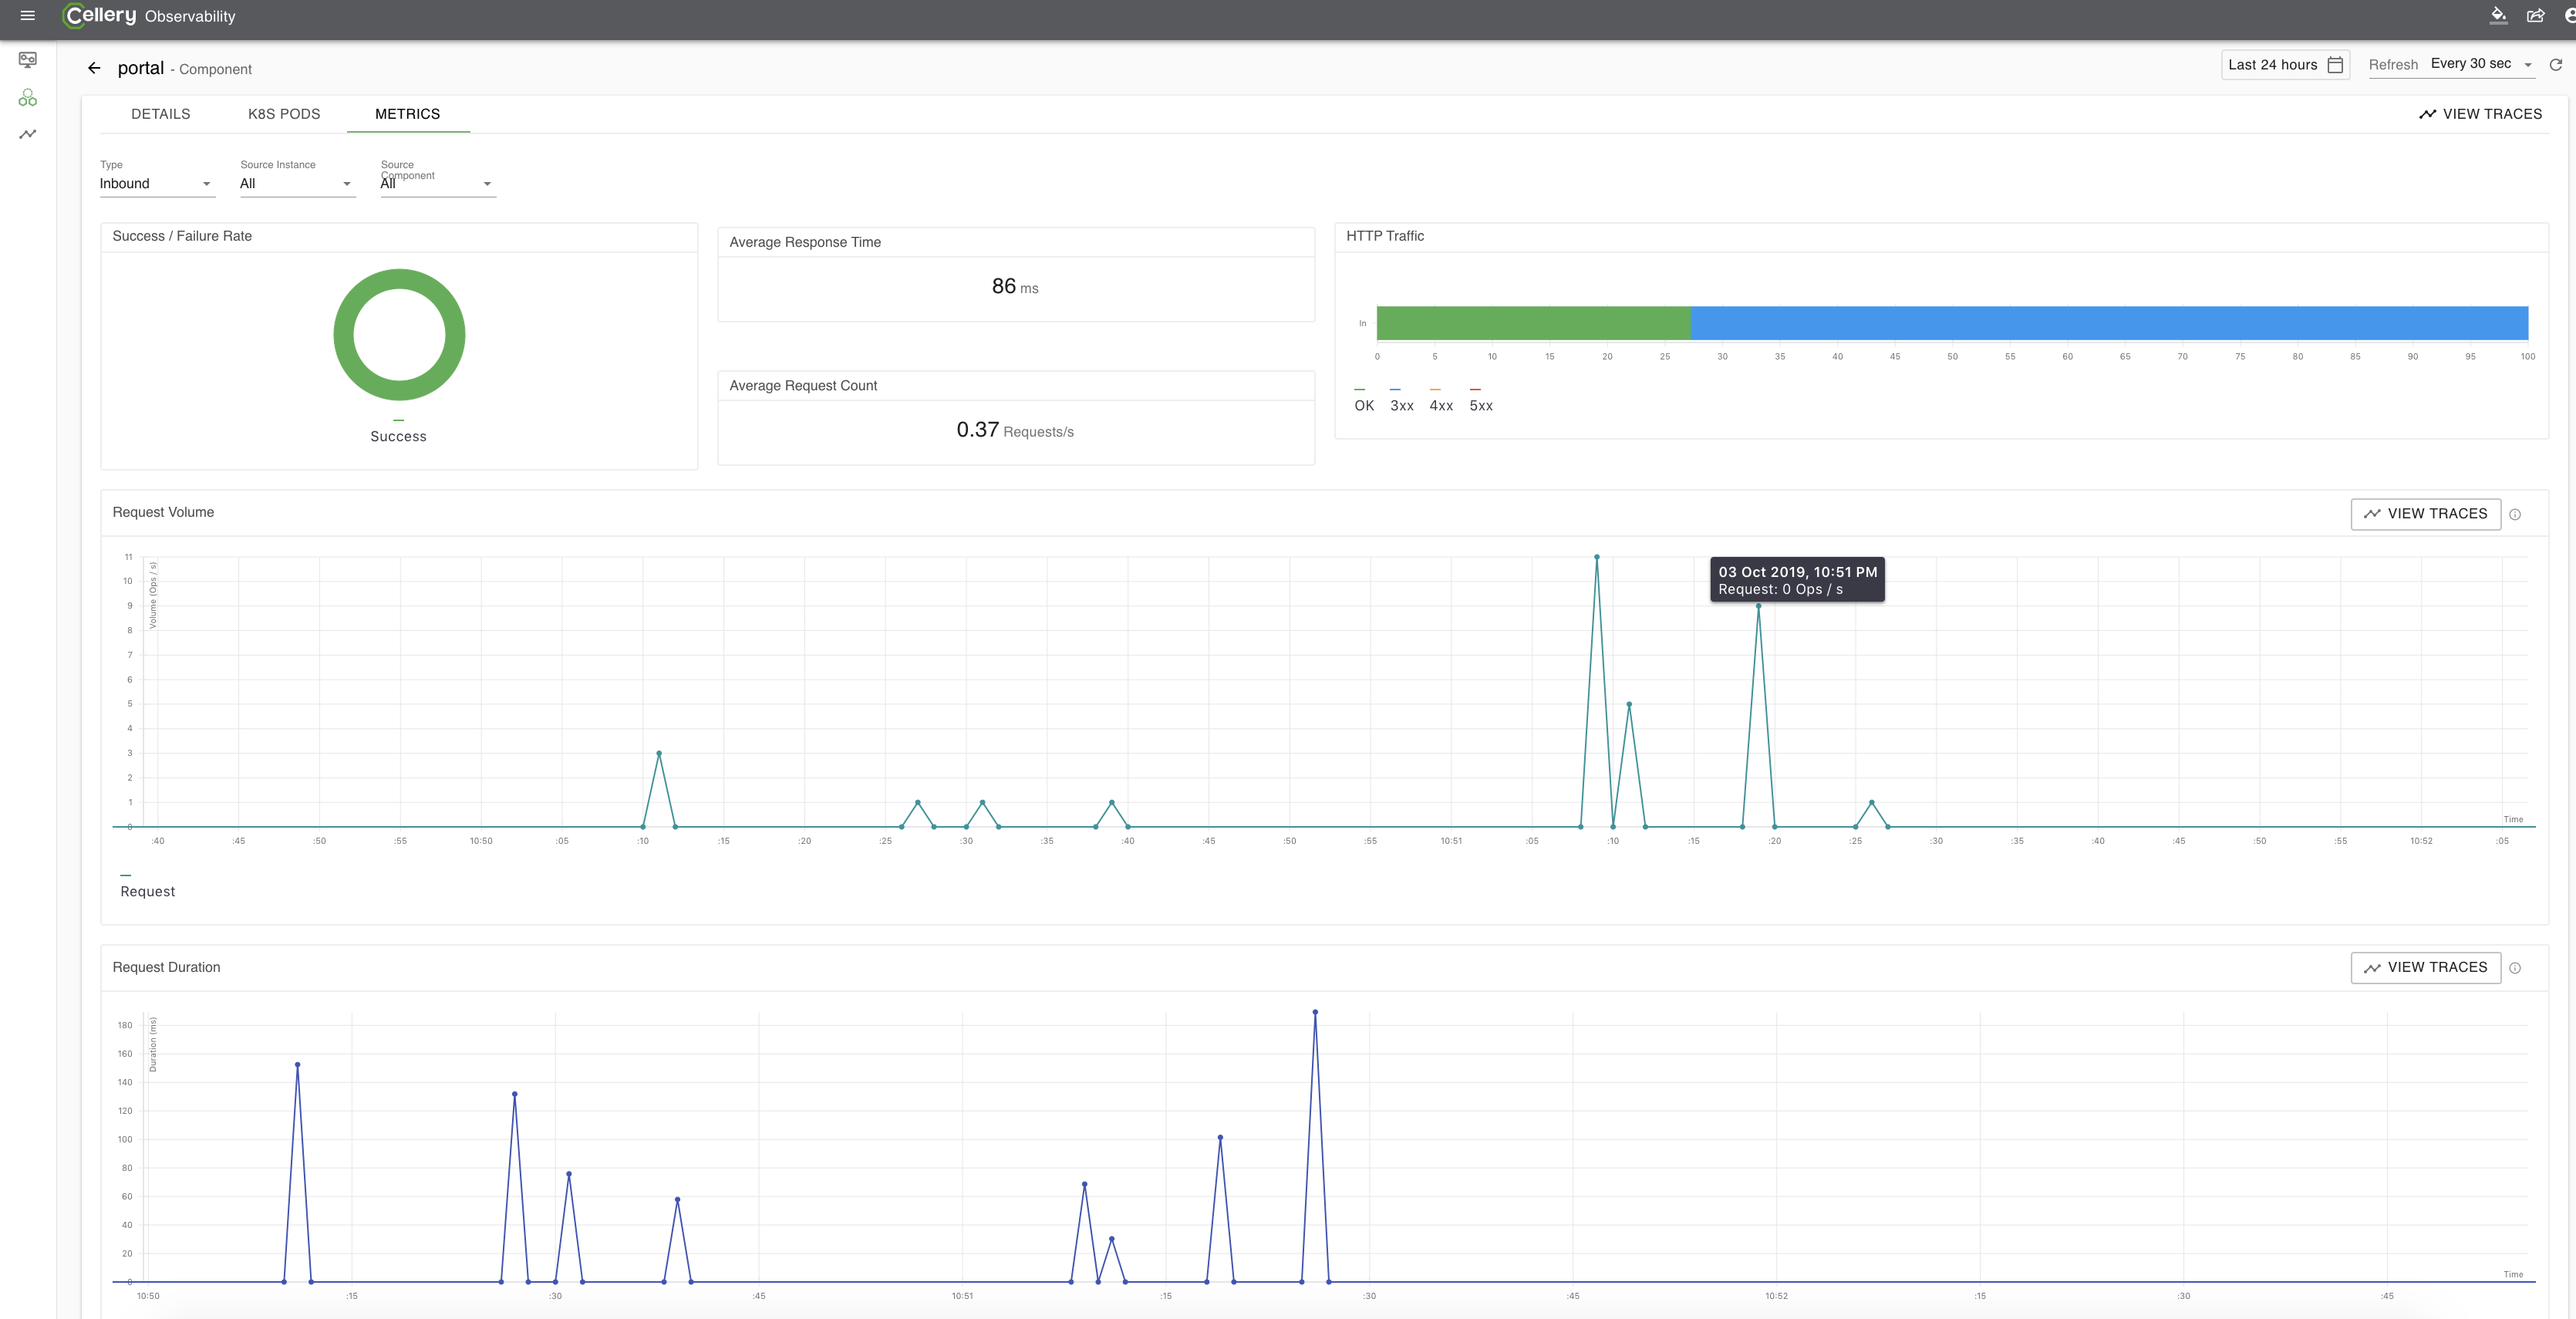 Cellery Observability
portal - Component
Last 24 hours
Refresh Every 30 sec
DETAILS K8S PODS METRICS
VIEW TRACES
Type
Inbound
Source Instance
All
Source
Component
All
Success / Failure Rate
Success
Average Response Time
86 ms
Average Request Count
0.37 Requests/s
HTTP Traffic
In
0 5 10 15 20 25 30 35 40 45 50 55 60 65 70 75 80 85 90 95 100
OK 3xx 4xx 5xx
Request Volume
VIEW TRACES
11
10
9
8
7
6
5
4
3
2
1
0
Volume (Ops / s)
03 Oct 2019, 10:51 PM
Request: 0 Ops / s
Time
:40 :45 :50 :55 10:50 :05 :10 :15 :20 :25 :30 :35 :40 :45 :50 :55 10:51 :05 :10 :15 :20 :25 :30 :35 :40 :45 :50 :55 10:52 :05
Request
Request Duration
VIEW TRACES
180
160
140
120
100
80
60
40
20
0
Duration (ms)
Time
10:50 :15 :30 :45 10:51 :15 :30 :45 10:52 :15 :30 :45